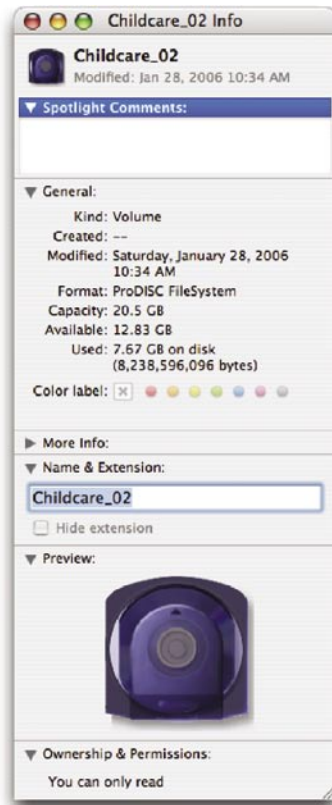 Childcare_02 Info
Childcare_02
Modified: Jan 28, 2006 10:34 AM
Spotlight Comments:
General:
Kind: Volume
Created: --
Modified: Saturday, January 28, 2006
10:34 AM
Format: ProDISC FileSystem
Capacity: 20.5 GB
Available: 12.83 GB
Used: 7.67 GB on disk
(8,238,596,096 bytes)
Color label:
More Info:
Name & Extension:
Childcare_02
Hide extension
Preview:
Ownership & Permissions:
You can only read